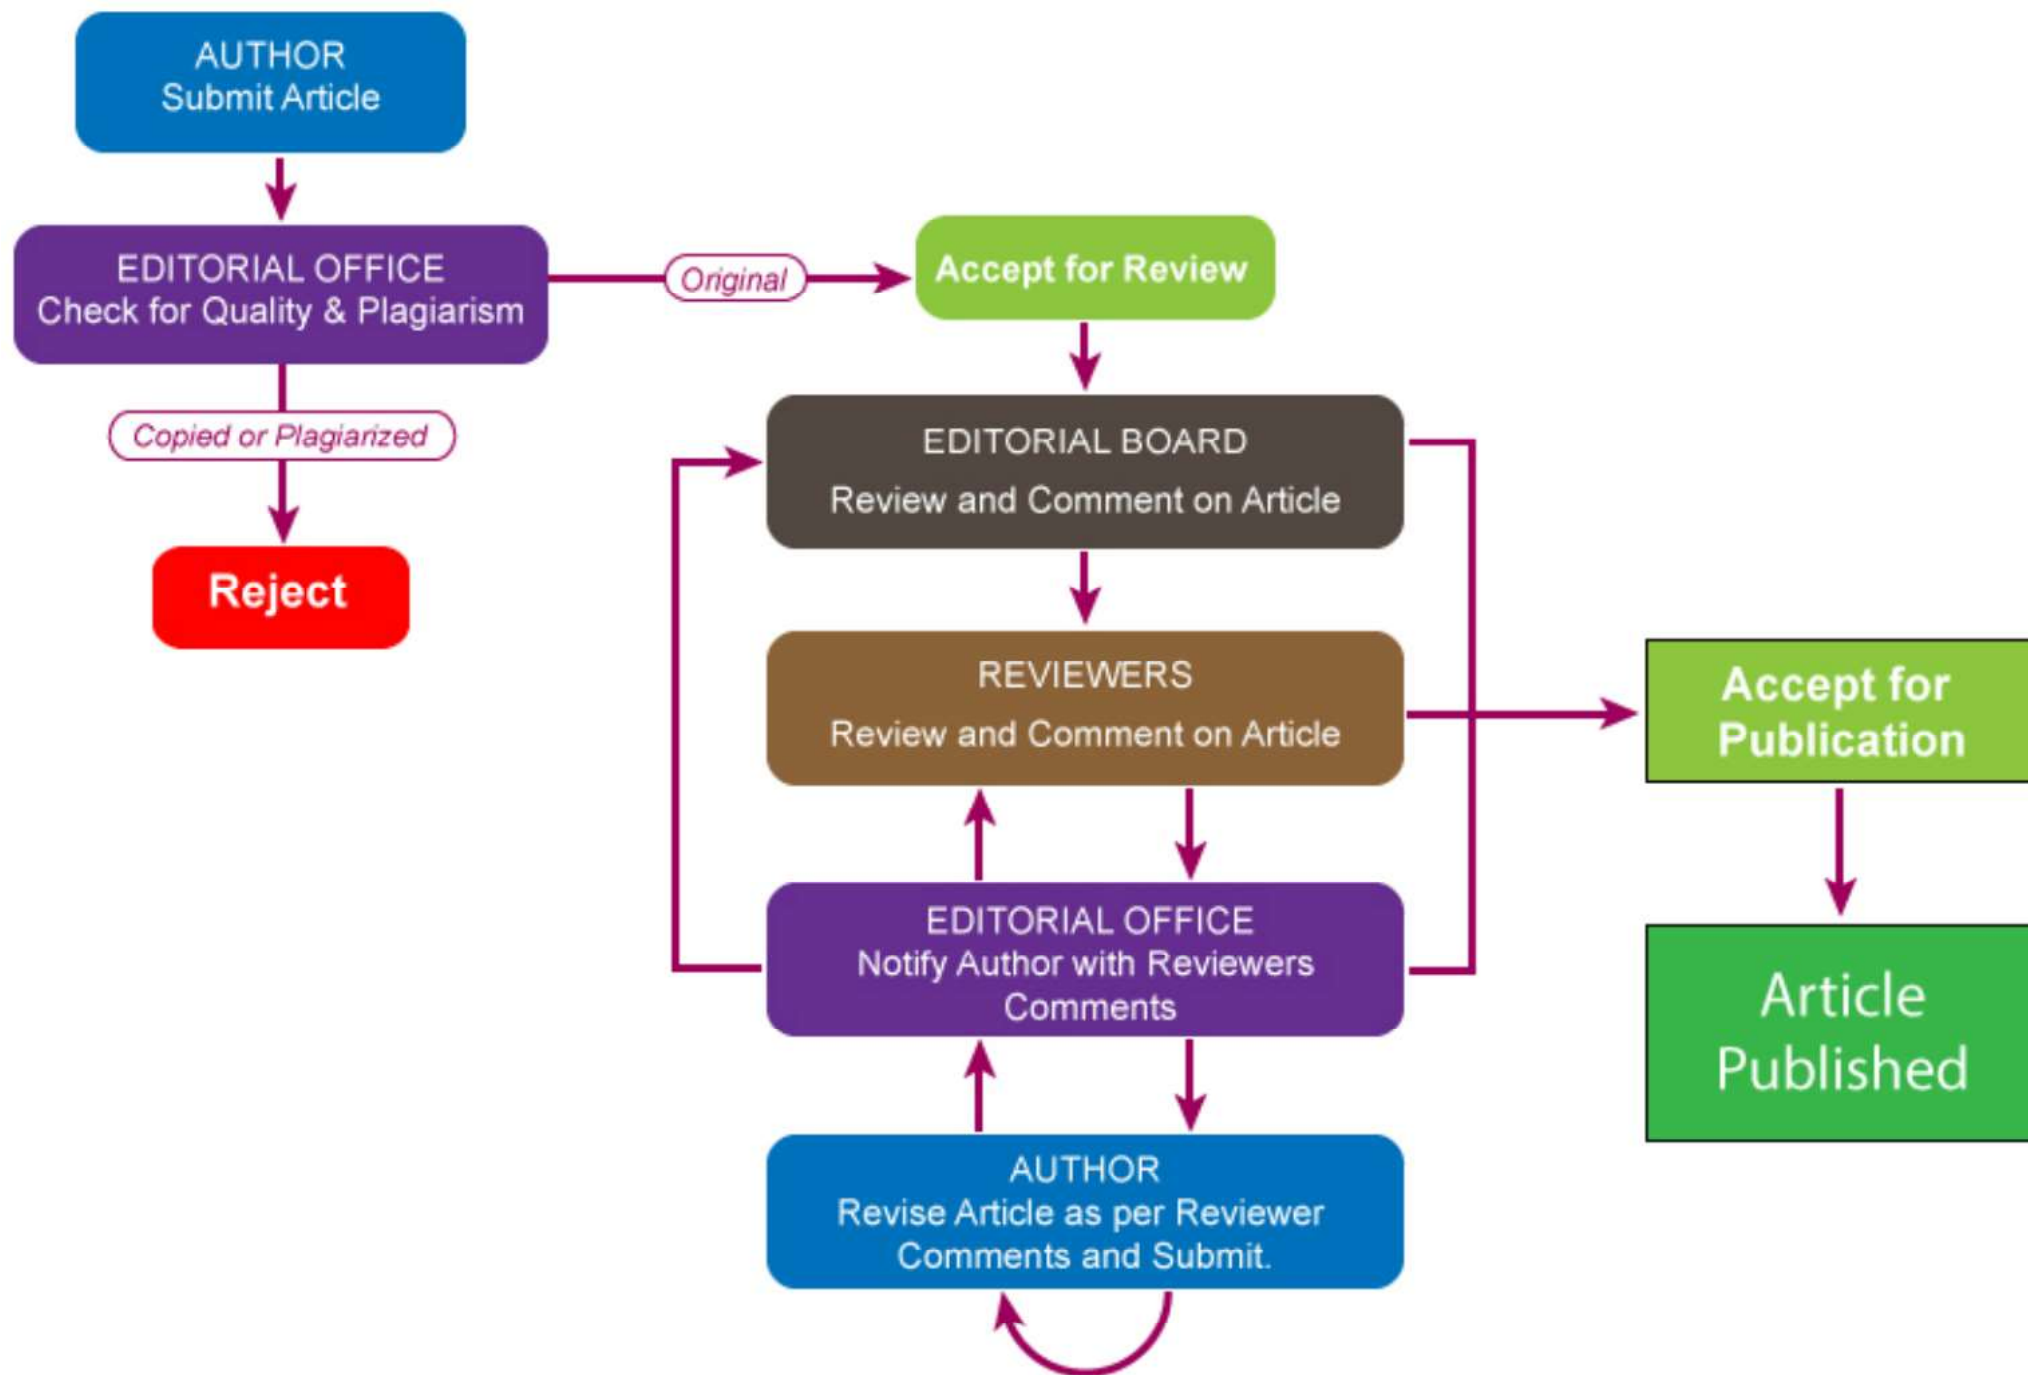 AUTHOR
Submit Article
EDITORIAL OFFICE
Check for Quality & Plagiarism
Original
Accept for Review
Copied or Plagiarized
Reject
EDITORIAL BOARD
Review and Comment on Article
REVIEWERS
Review and Comment on Article
EDITORIAL OFFICE
Notify Author with Reviewers
Comments
AUTHOR
Revise Article as per Reviewer
Comments and Submit.
Accept for
Publication
Article
Published